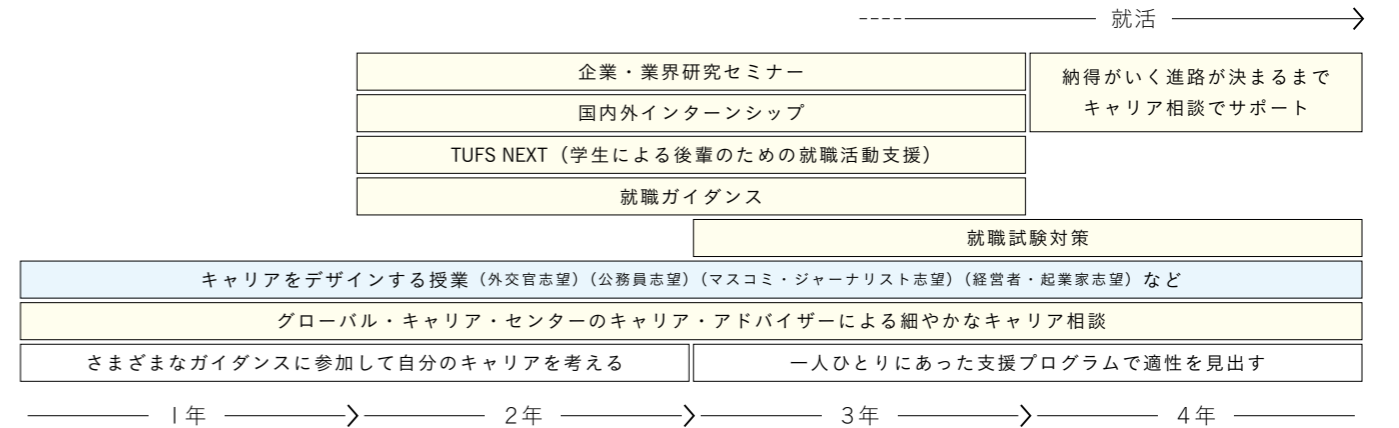 就活
企業・業界研究セミナー
納得がいく進路が決まるまで
キャリア相談でサポート
国内外インターンシップ
TUFS NEXT（学生による後輩のための就職活動支援）
就職ガイダンス
就職試験対策
キャリアをデザインする授業（外交官志望）（公務員志望）（マスコミ・ジャーナリスト志望）（経営者・起業家志望）など
グローバル・キャリア・センターのキャリア・アドバイザーによる細やかなキャリア相談
さまざまなガイダンスに参加して自分のキャリアを考える
一人ひとりにあった支援プログラムで適性を見出す
1年
2年
3年
4年